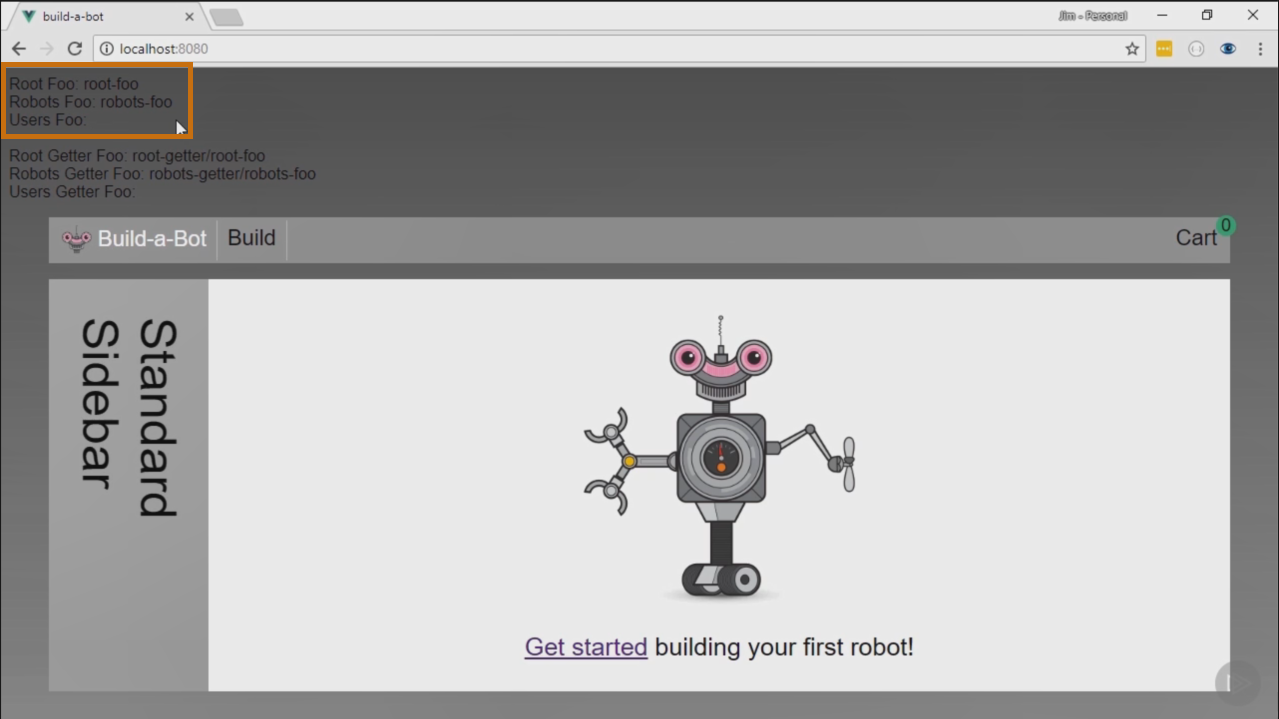 build-a-bot
Jim - Personal
localhost:8080
Root Foo: root-foo
Robots Foo: robots-foo
Users Foo:
Root Getter Foo: root-getter/root-foo
Robots Getter Foo: robots-getter/robots-foo
Users Getter Foo:
Build-a-Bot
Build
Cart
0
Standard
Sidebar
Get started building your first robot!